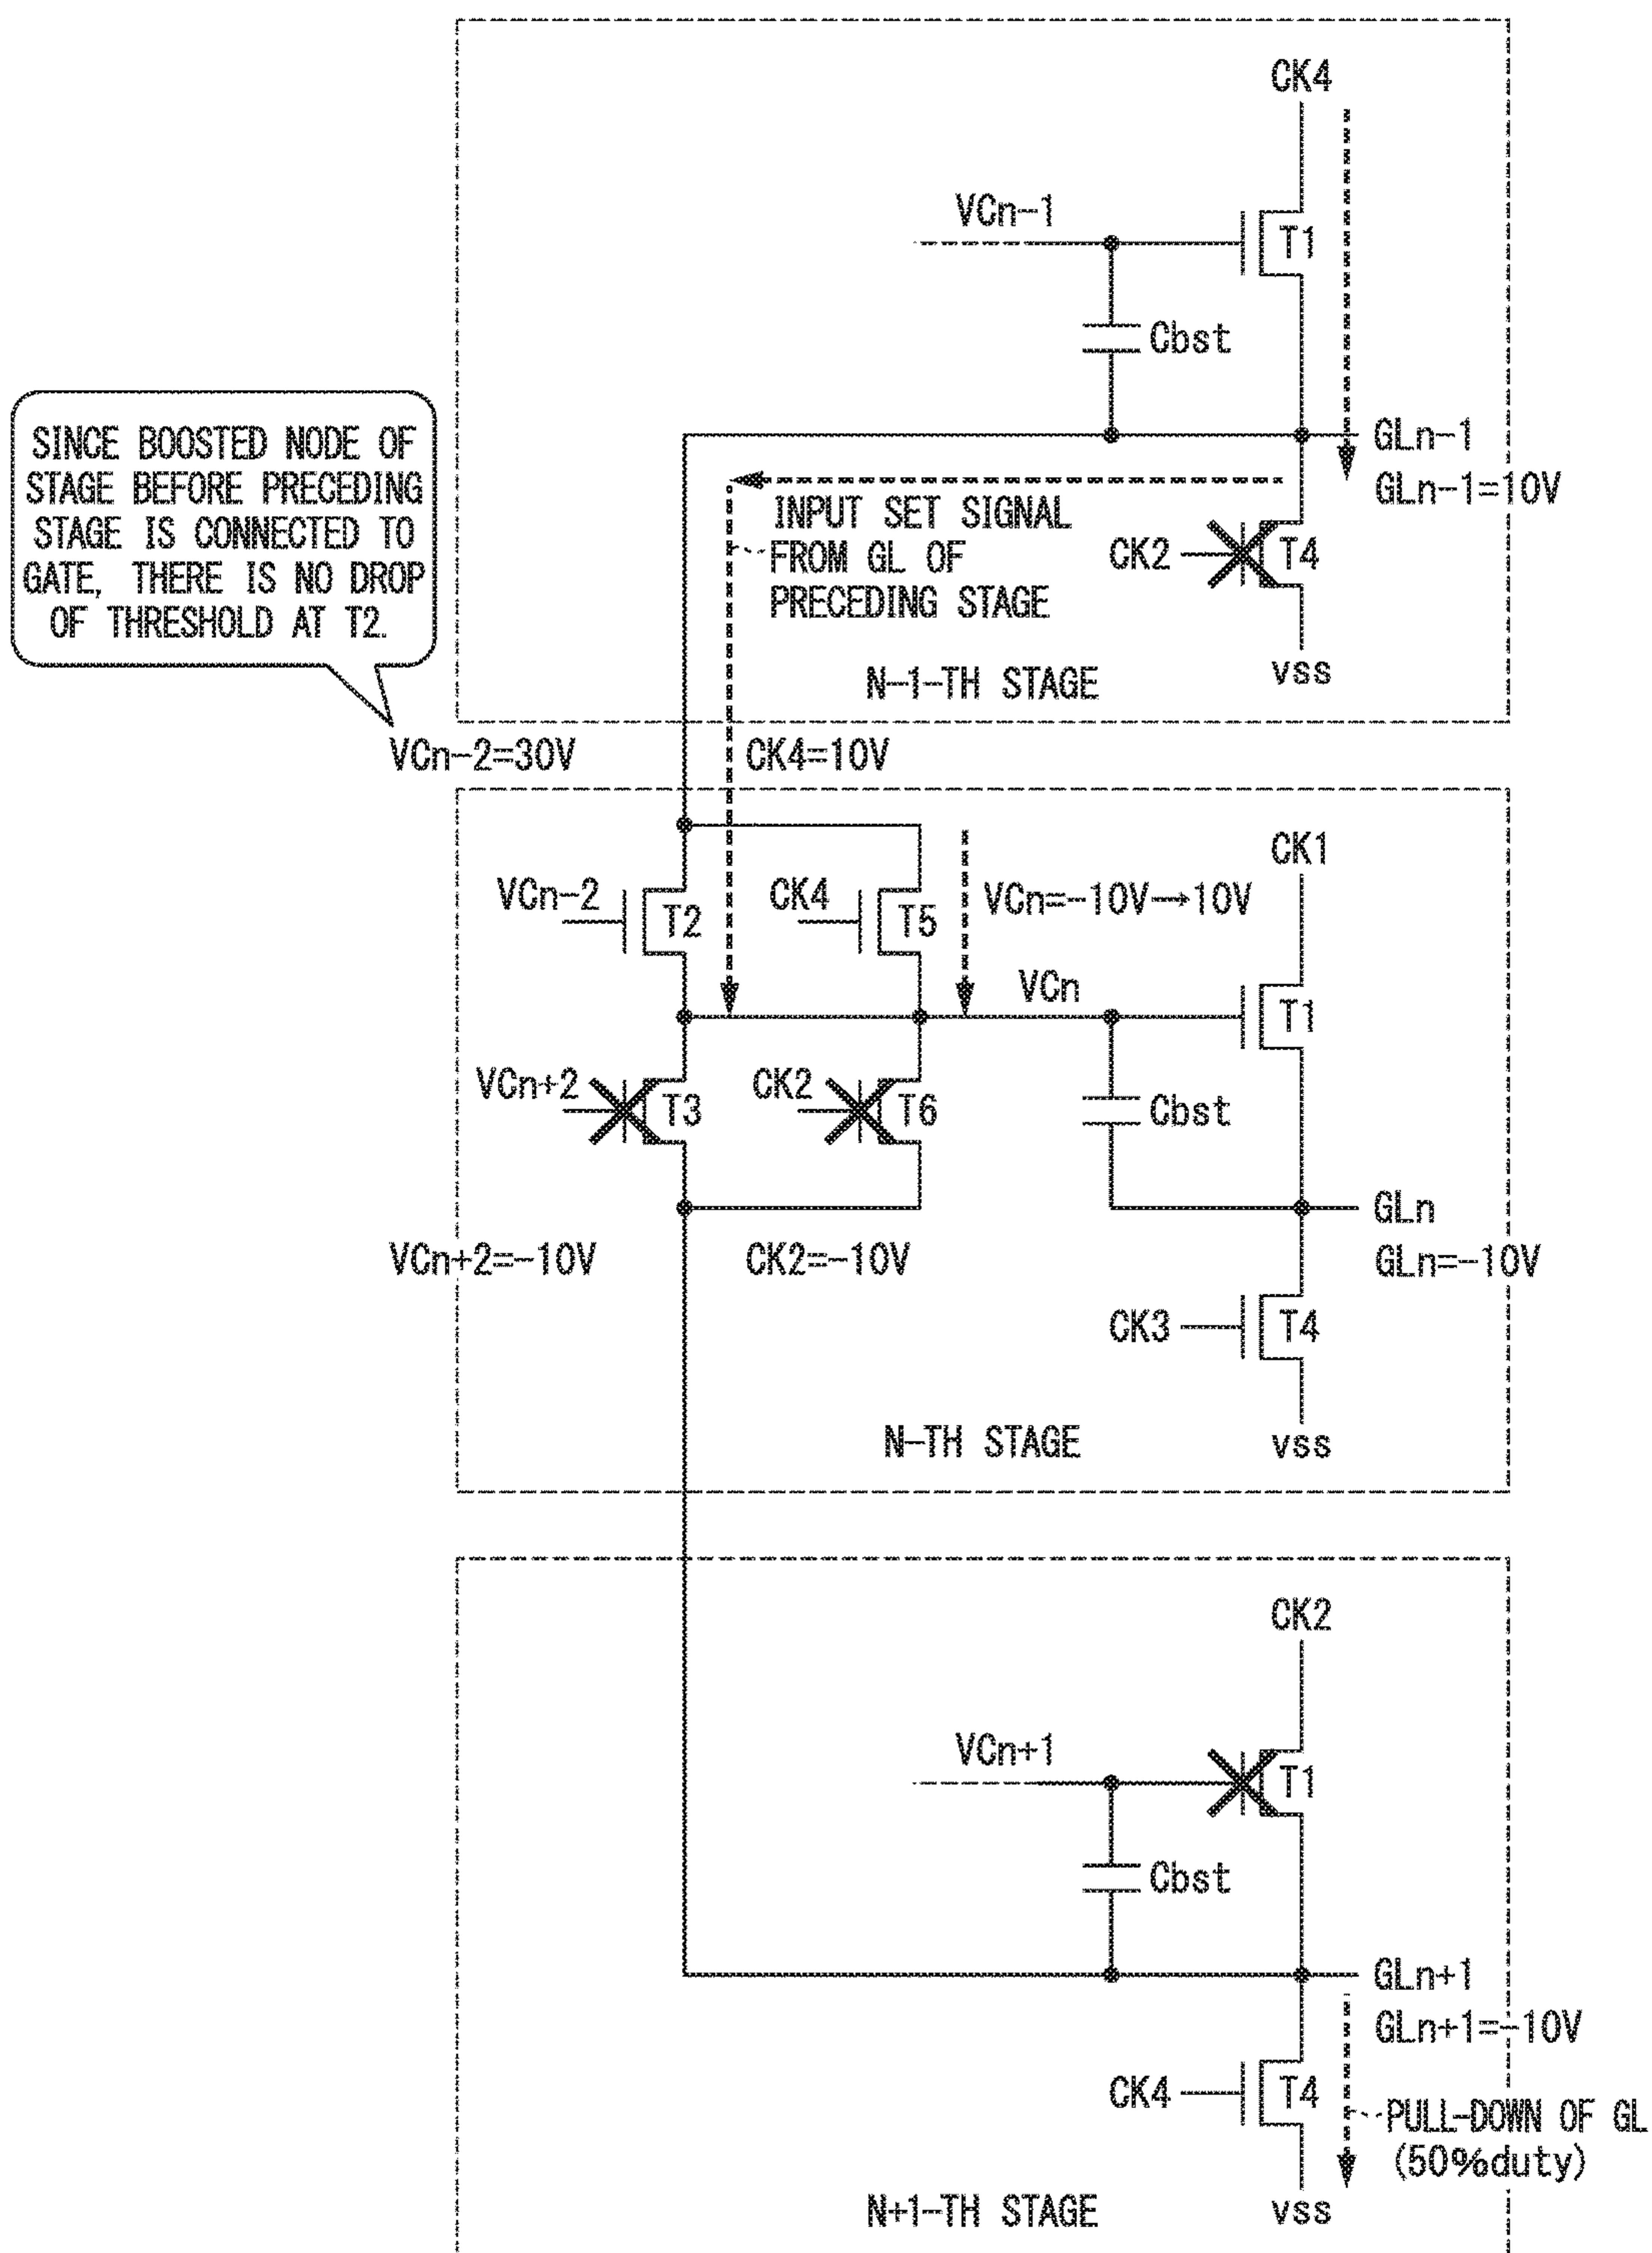 CK4
VCn-1
T1
Cbst
SINCE BOOSTED NODE OF
STAGE BEFORE PRECEDING
STAGE IS CONNECTED TO
GATE, THERE IS NO DROP
OF THRESHOLD AT T2.
GLn-1
GLn-1=10V
INPUT SET SIGNAL
FROM GL OF
PRECEDING STAGE
CK2
T4
N-1-TH STAGE
vss
VCn-2=30V
CK4=10V
CK1
VCn-2
T2
CK4
T5
VCn=-10V→10V
VCn
T1
VCn+2
T3
CK2
T6
Cbst
GLn
VCn+2=-10V
CK2=-10V
GLn=-10V
CK3
T4
N-TH STAGE
vss
CK2
VCn+1
T1
Cbst
GLn+1
GLn+1=-10V
CK4
T4
PULL-DOWN OF GL
(50%duty)
N+1-TH STAGE
vss